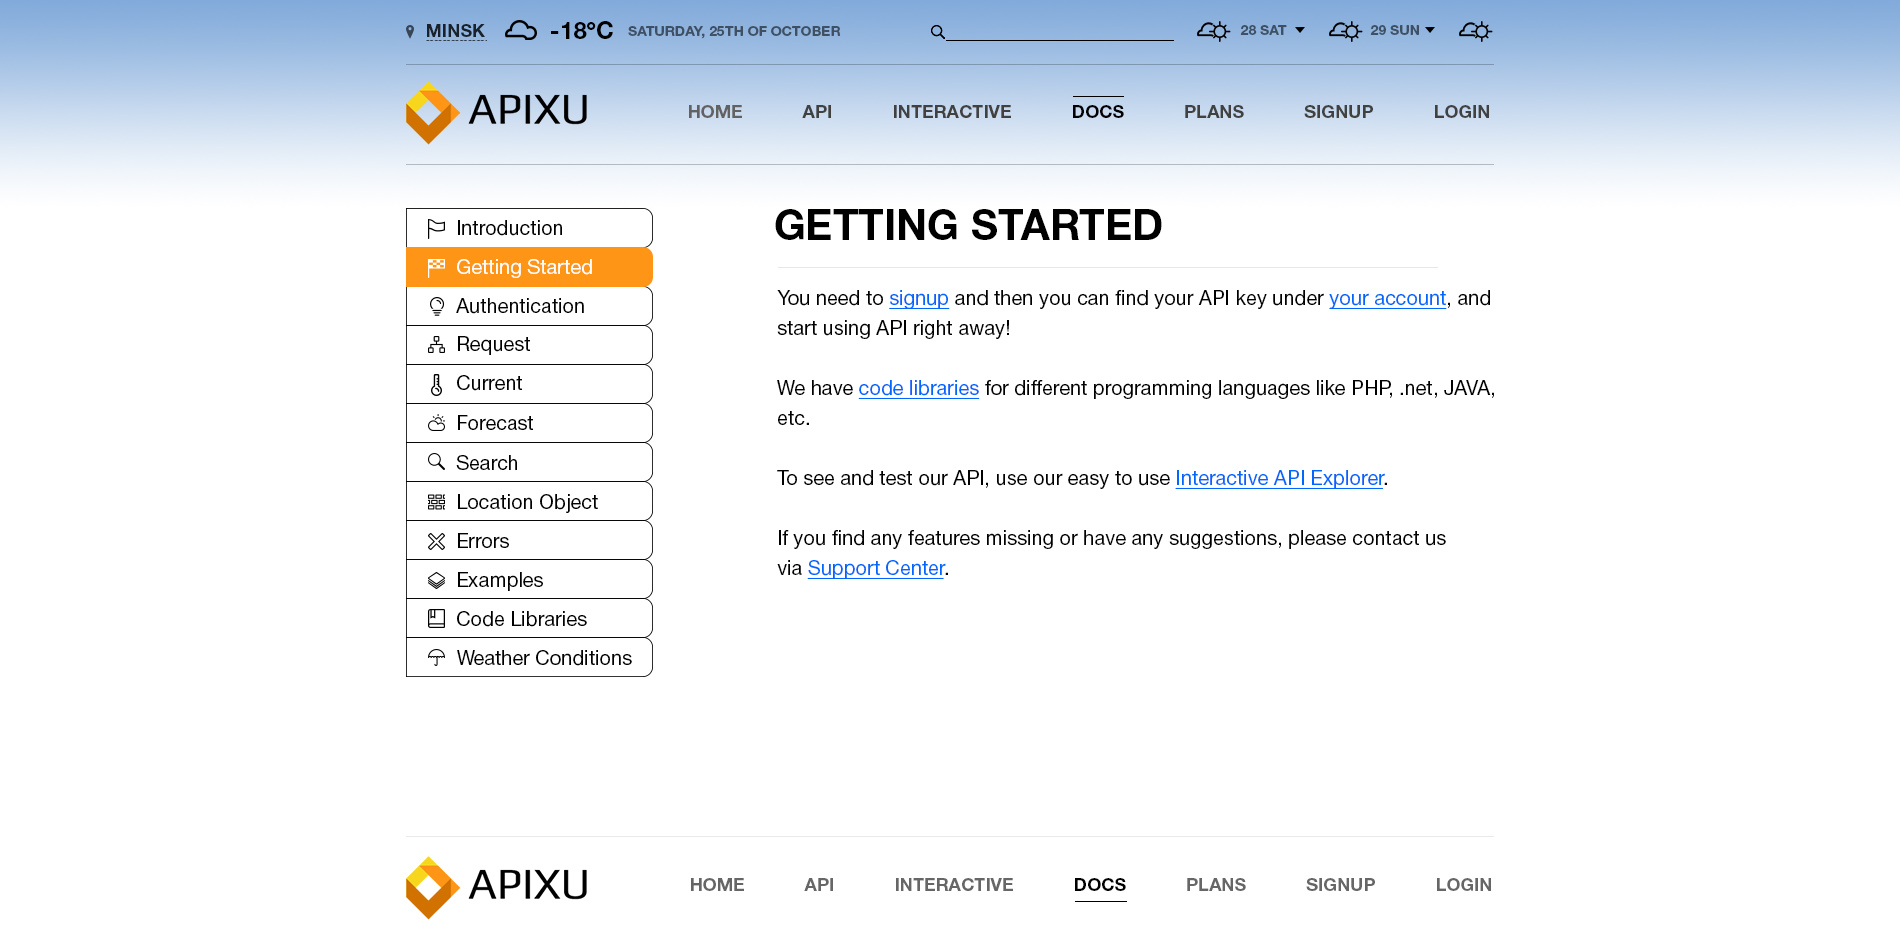 MINSK -18°C SATURDAY, 25TH OF OCTOBER 28 SAT 29 SUN
APIXU HOME API INTERACTIVE DOCS PLANS SIGNUP LOGIN
Introduction
Getting Started
Authentication
Request
Current
Forecast
Search
Location Object
Errors
Examples
Code Libraries
Weather Conditions
GETTING STARTED
You need to signup and then you can find your API key under your account, and
start using API right away!
We have code libraries for different programming languages like PHP, .net, JAVA,
etc.
To see and test our API, use our easy to use Interactive API Explorer.
If you find any features missing or have any suggestions, please contact us
via Support Center.
APIXU HOME API INTERACTIVE DOCS PLANS SIGNUP LOGIN